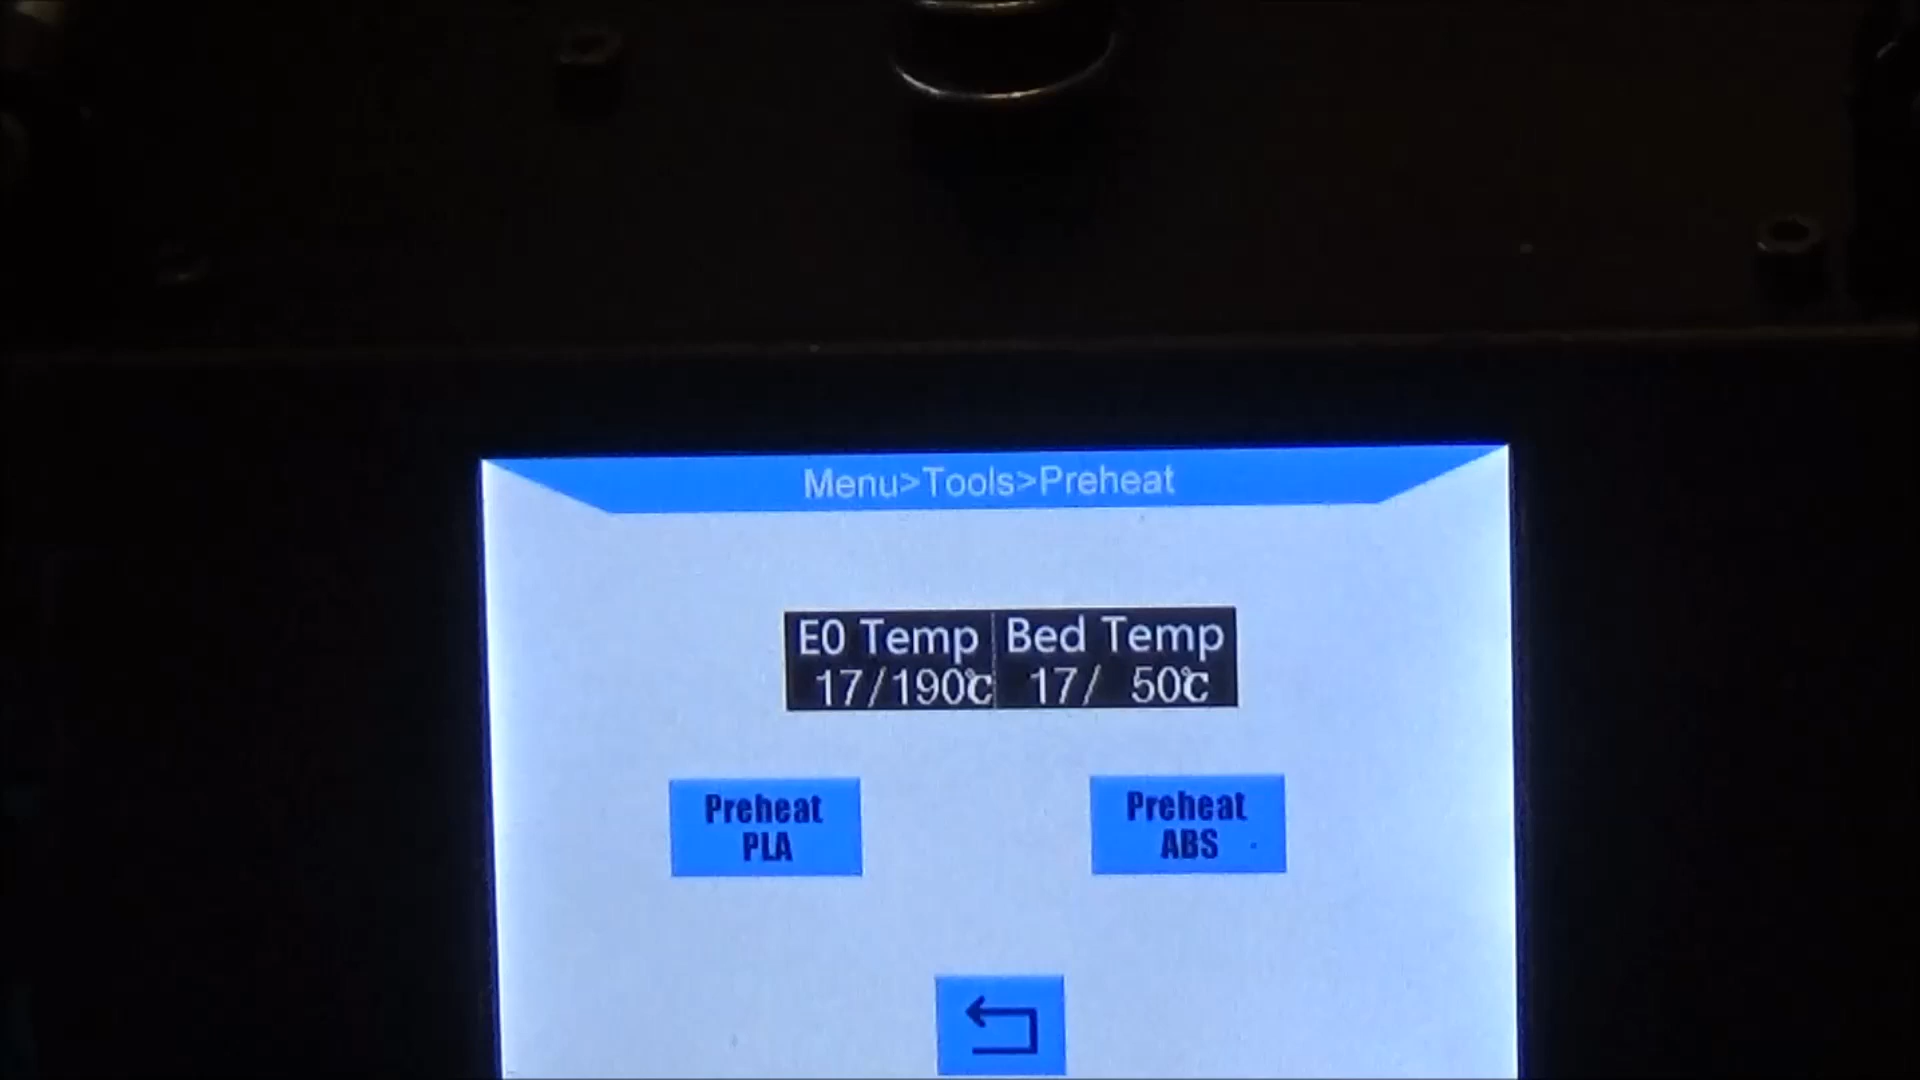 Menu>Tools>Preheat
E0 Temp Bed Temp
17/190℃ 17/ 50℃
Preheat
PLA
Preheat
ABS